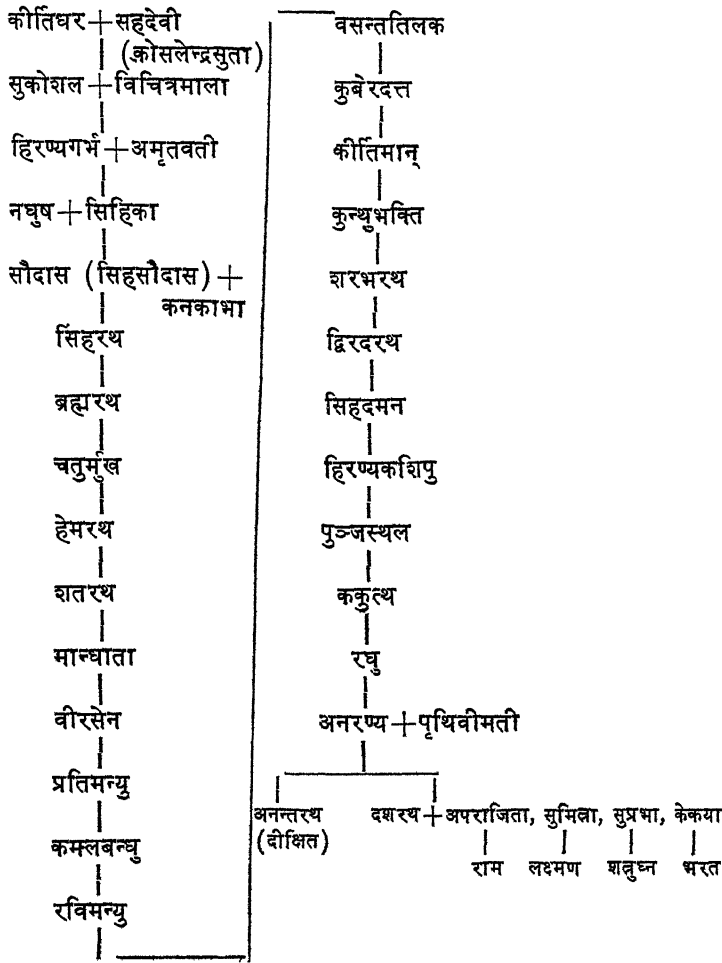 कीर्तिधर + सहदेवी
(कोसलेन्द्रसुता)
सुकोशल + विचित्रमाला
हिरण्यगर्भ + अमृतवती
नघुष + सिहिका
सौदास (सिहसौदास) +
कनकाभा
सिंहरथ
ब्रह्मरथ
चतुर्मुख
हेमरथ
शतरथ
मान्धाता
वीरसेन
प्रतिमन्यु
कमलबन्धु
रविमन्यु
वसन्ततिलक
कुबेरदत्त
कीर्तिमान्
कुन्थुभक्ति
शरभरथ
द्विरदरथ
सिहदमन
हिरण्यकशिपु
पुञ्जस्थल
ककुत्थ
रघु
अनरण्य + पृथिवीमती
अनन्तरथ दशरथ + अपराजिता, सुमित्रा, सुप्रभा, केकया
(दीक्षित) राम लक्ष्मण शत्रुघ्न भरत